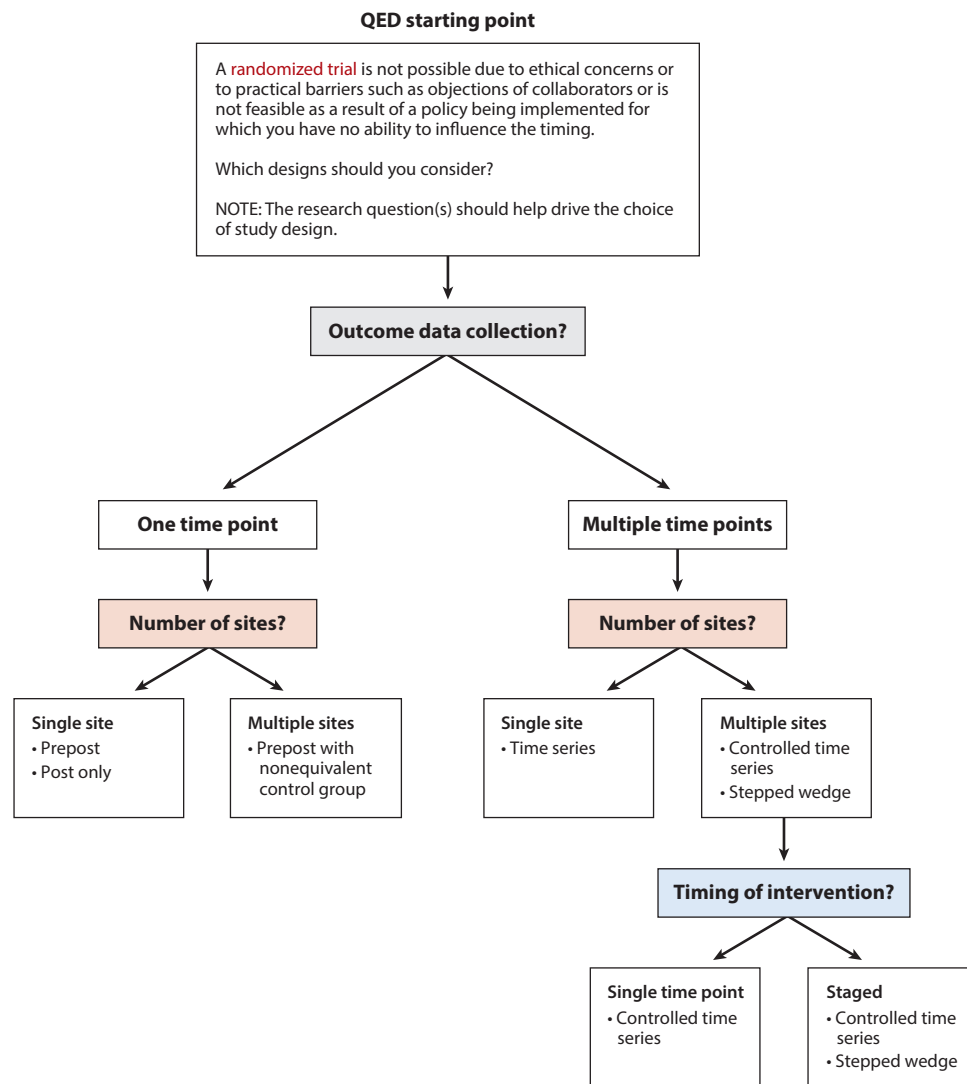 QED starting point
A randomized trial is not possible due to ethical concerns or
to practical barriers such as objections of collaborators or is
not feasible as a result of a policy being implemented for
which you have no ability to influence the timing.
Which designs should you consider?
NOTE: The research question(s) should help drive the choice
of study design.
Outcome data collection?
One time point
Multiple time points
Number of sites?
Number of sites?
Single site
• Prepost
• Post only
Multiple sites
• Prepost with
nonequivalent
control group
Single site
• Time series
Multiple sites
• Controlled time
series
• Stepped wedge
Timing of intervention?
Single time point
• Controlled time
series
Staged
• Controlled time
series
• Stepped wedge